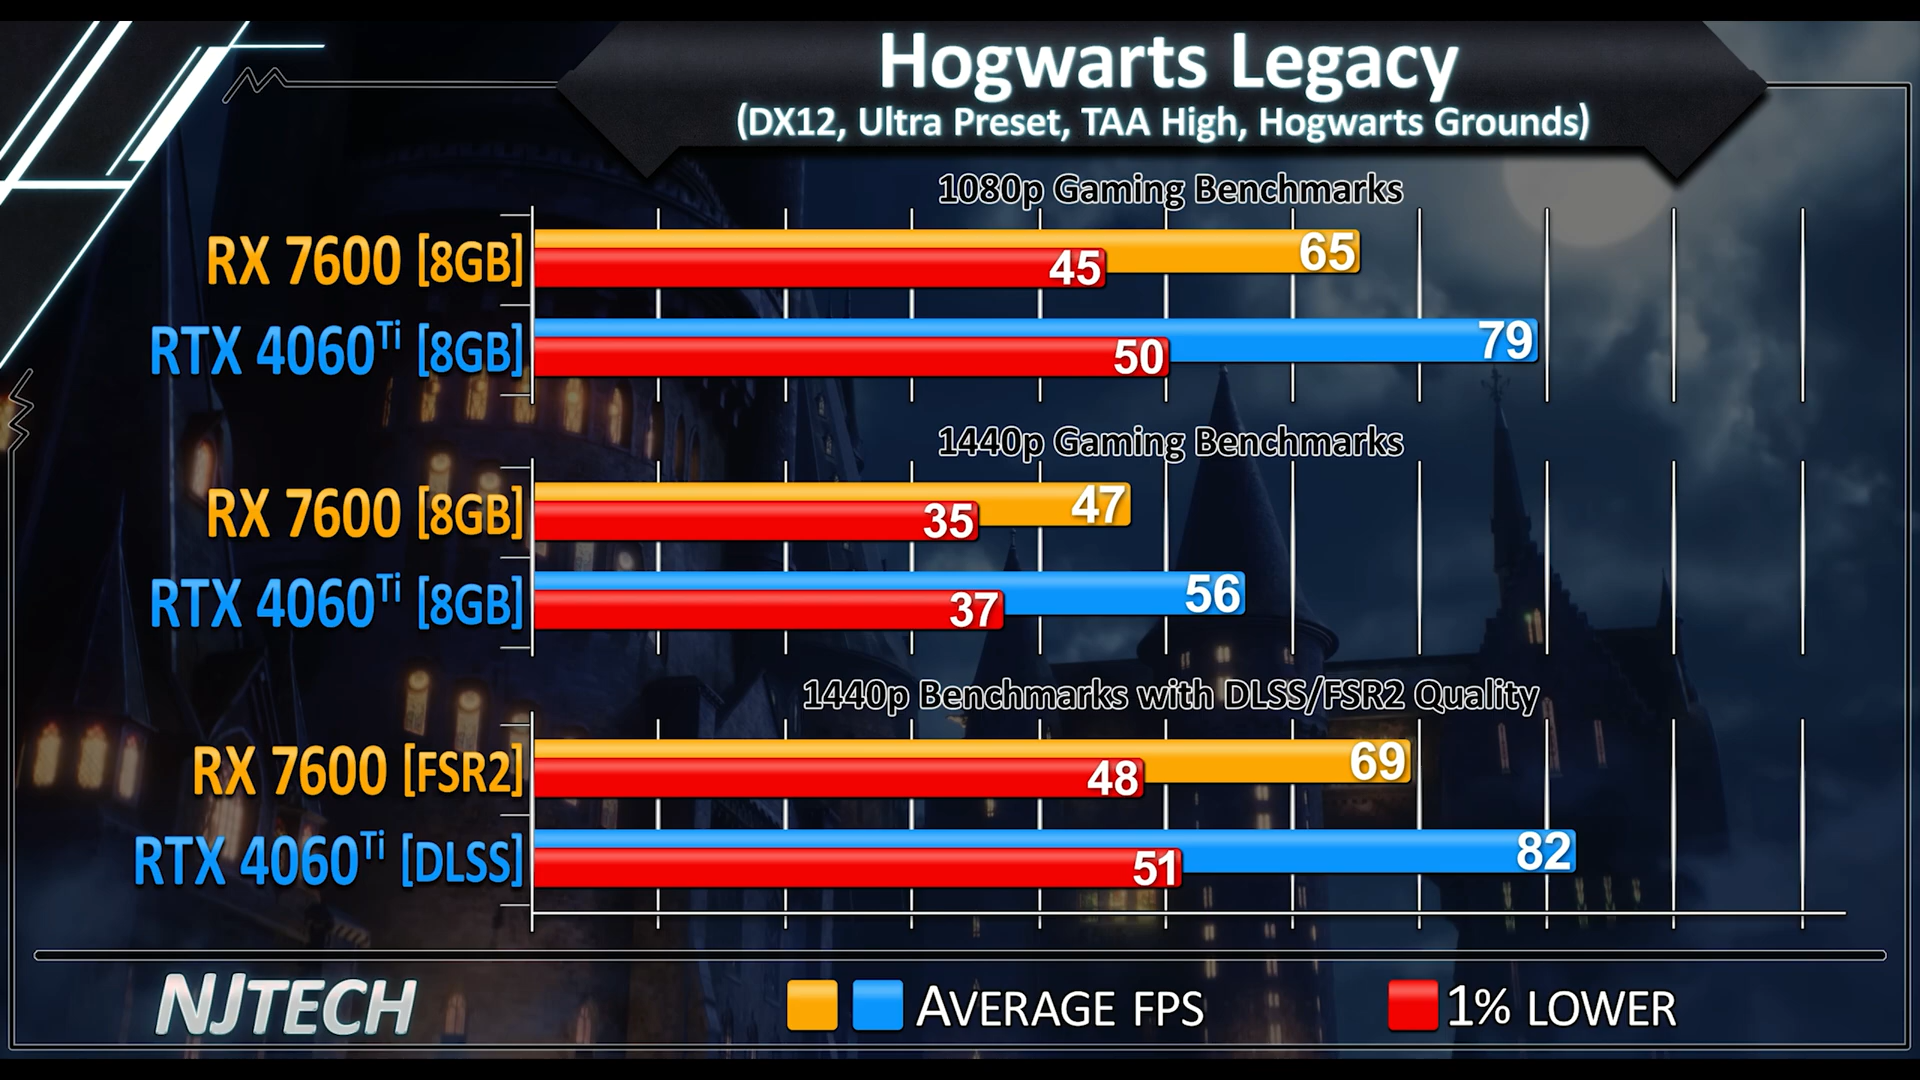 Hogwarts Legacy
(DX12, Ultra Preset, TAA High, Hogwarts Grounds)
1080p Gaming Benchmarks
RX 7600 [8GB] 65
45
RTX 4060Ti [8GB] 79
50
1440p Gaming Benchmarks
RX 7600 [8GB] 47
35
RTX 4060Ti [8GB] 56
37
1440p Benchmarks with DLSS/FSR2 Quality
RX 7600 [FSR2] 69
48
RTX 4060Ti [DLSS] 82
51
NJTECH AVERAGE FPS 1% LOWER